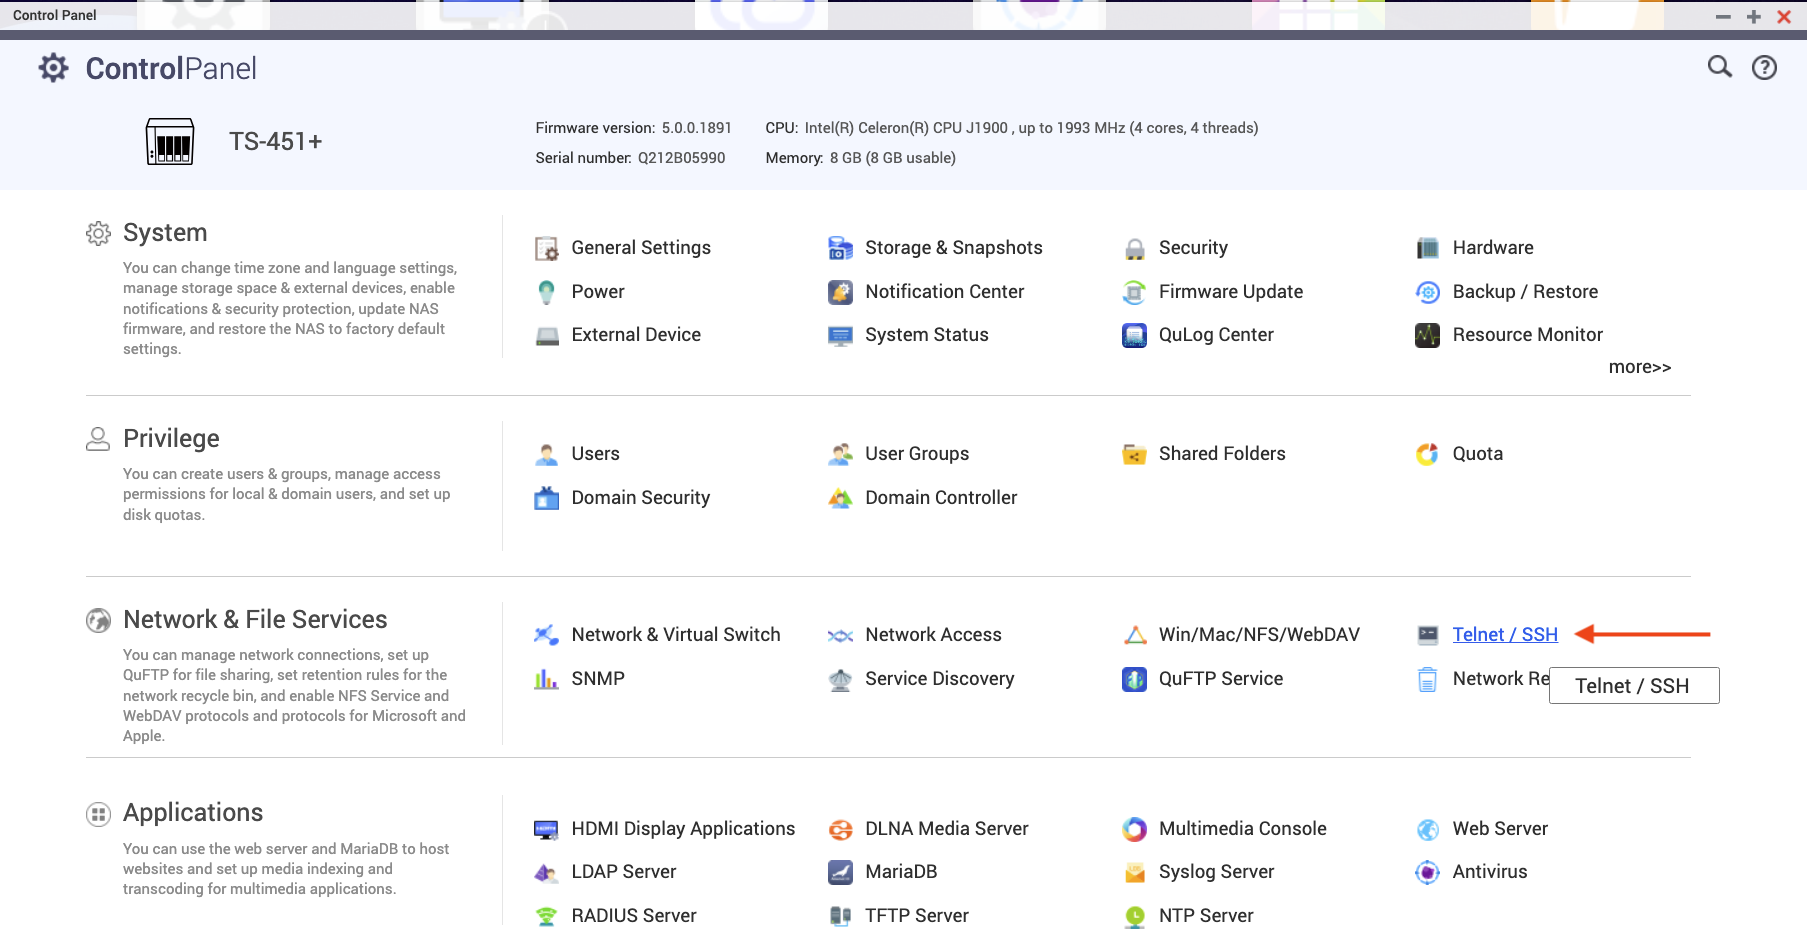 Control Panel
ControlPanel
TS-451+
Firmware version: 5.0.0.1891
CPU: Intel(R) Celeron(R) CPU J1900 , up to 1993 MHz (4 cores, 4 threads)
Serial number: Q212B05990
Memory: 8 GB (8 GB usable)
System
You can change time zone and language settings,
manage storage space & external devices, enable
notifications & security protection, update NAS
firmware, and restore the NAS to factory default
settings.
General Settings
Storage & Snapshots
Security
Hardware
Power
Notification Center
Firmware Update
Backup / Restore
External Device
System Status
QuLog Center
Resource Monitor
more>>
Privilege
You can create users & groups, manage access
permissions for local & domain users, and set up
disk quotas.
Users
User Groups
Shared Folders
Quota
Domain Security
Domain Controller
Network & File Services
You can manage network connections, set up
QuFTP for file sharing, set retention rules for the
network recycle bin, and enable NFS Service and
WebDAV protocols and protocols for Microsoft and
Apple.
Network & Virtual Switch
Network Access
Win/Mac/NFS/WebDAV
Telnet / SSH
SNMP
Service Discovery
QuFTP Service
Network Re
Telnet / SSH
Applications
You can use the web server and MariaDB to host
websites and set up media indexing and
transcoding for multimedia applications.
HDMI Display Applications
DLNA Media Server
Multimedia Console
Web Server
LDAP Server
MariaDB
Syslog Server
Antivirus
RADIUS Server
TFTP Server
NTP Server